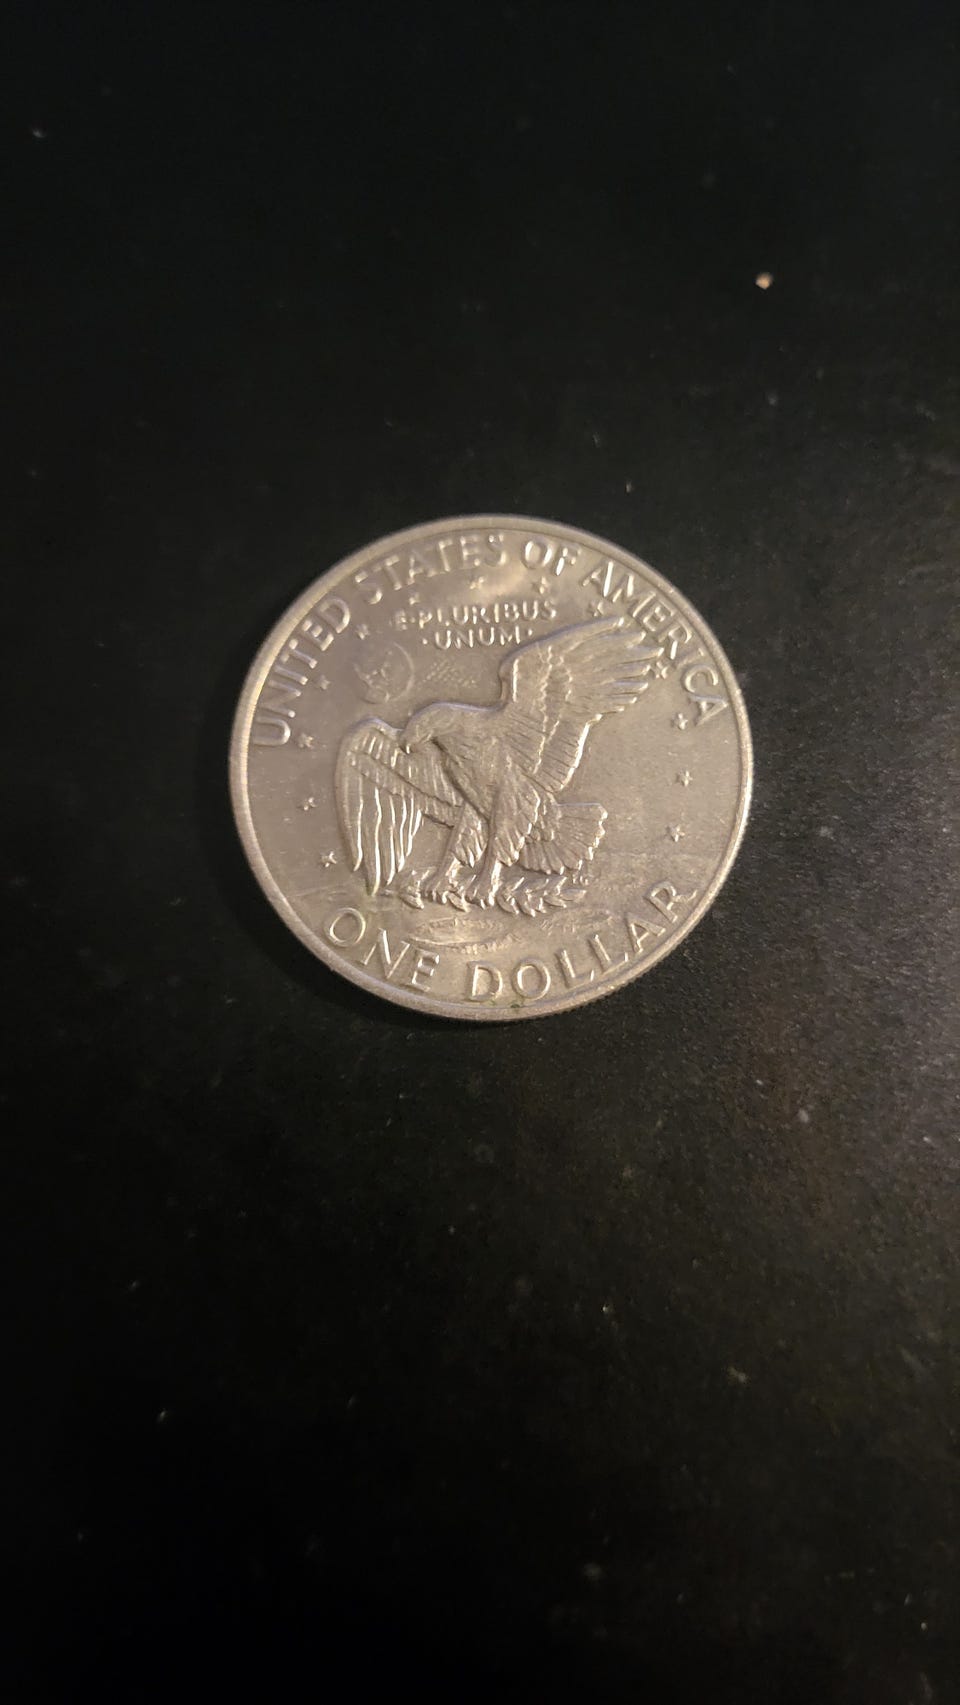 UNITED STATES OF AMERICA
E·PLURIBUS
·UNUM·
ONE DOLLAR